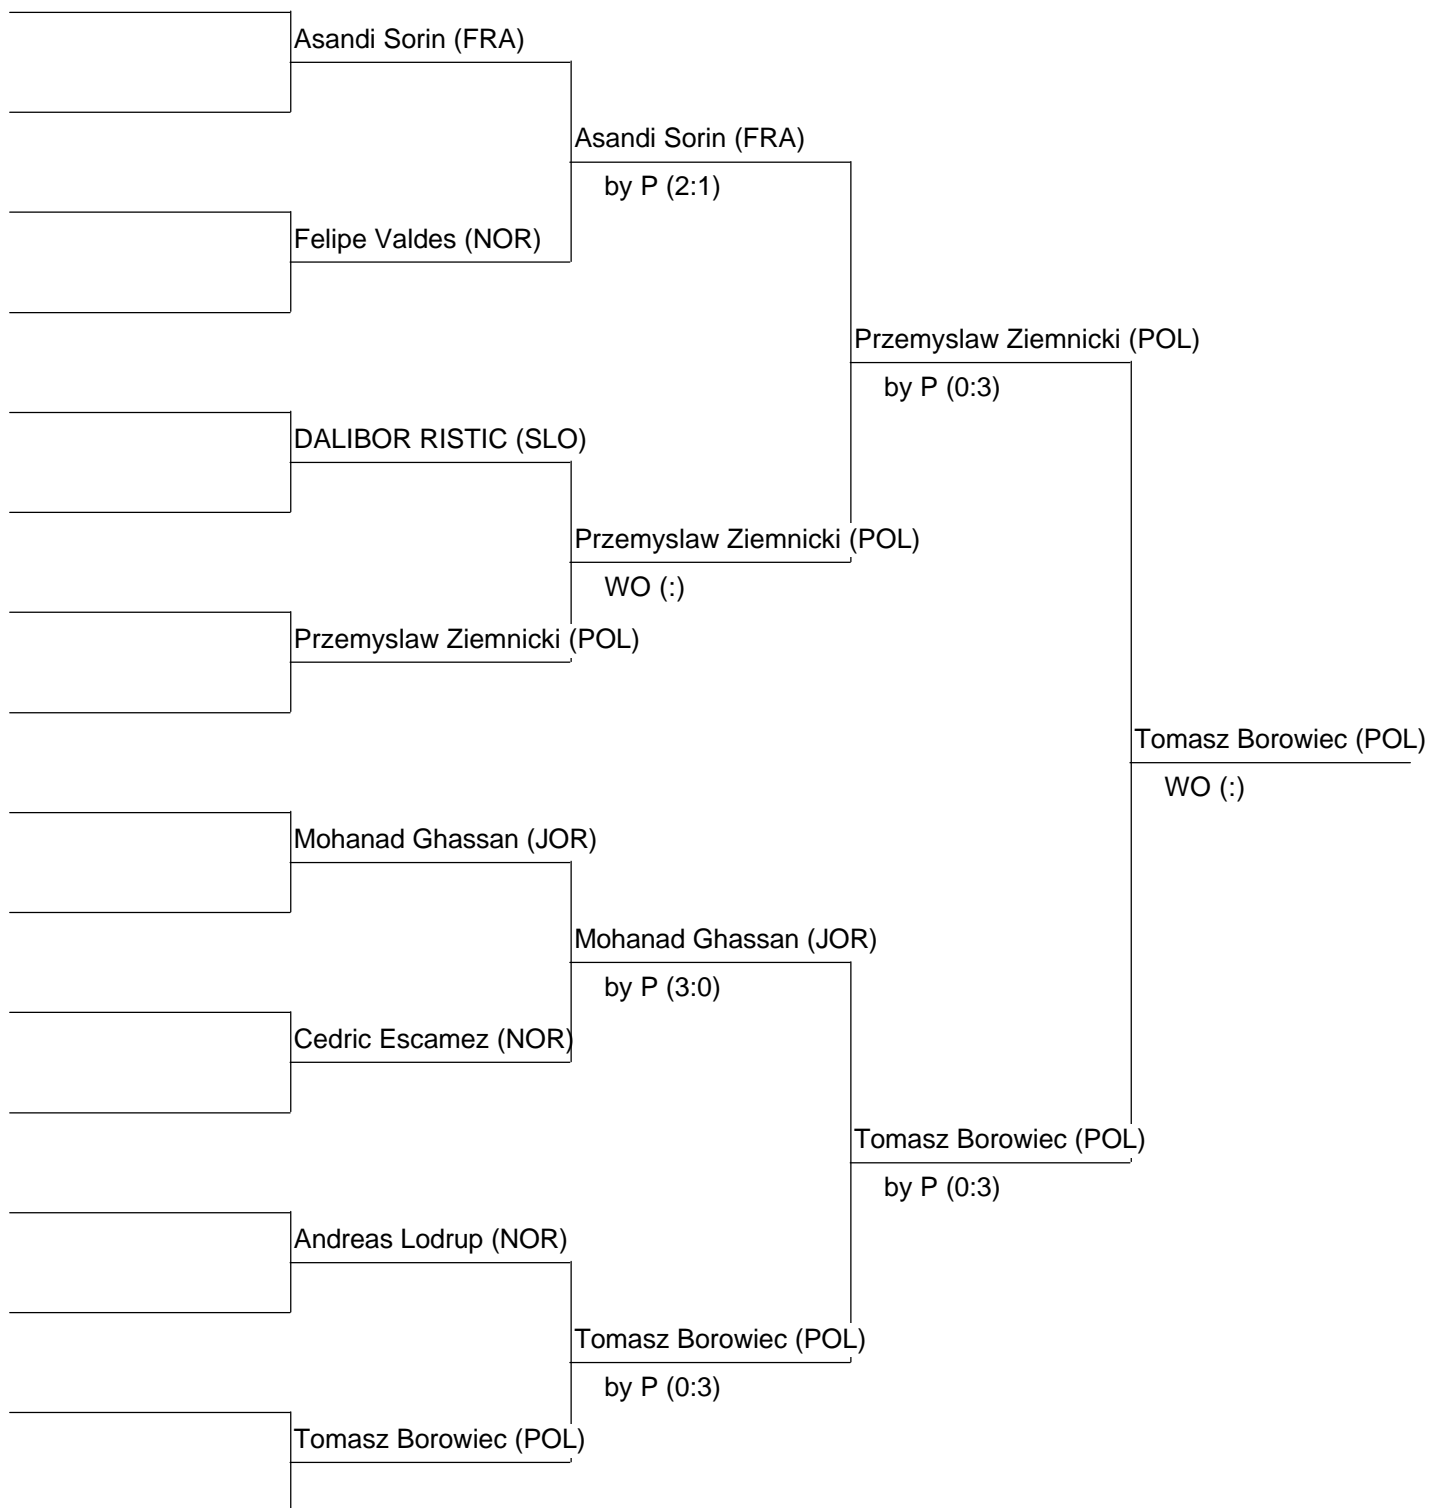 Asandi Sorin (FRA)
Asandi Sorin (FRA)
by P (2:1)
Felipe Valdes (NOR)
Przemyslaw Ziemnicki (POL)
by P (0:3)
DALIBOR RISTIC (SLO)
Przemyslaw Ziemnicki (POL)
WO (:)
Przemyslaw Ziemnicki (POL)
Tomasz Borowiec (POL)
WO (:)
Mohanad Ghassan (JOR)
Mohanad Ghassan (JOR)
by P (3:0)
Cedric Escamez (NOR)
Tomasz Borowiec (POL)
by P (0:3)
Andreas Lodrup (NOR)
Tomasz Borowiec (POL)
by P (0:3)
Tomasz Borowiec (POL)